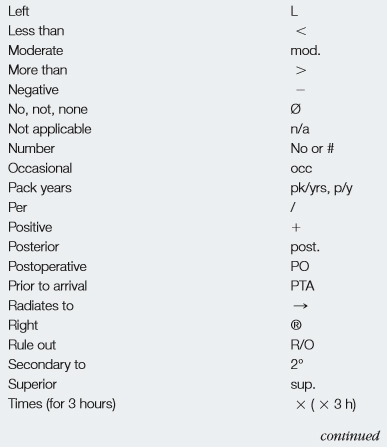 Left L
Less than <
Moderate mod.
More than >
Negative −
No, not, none Ø
Not applicable n/a
Number No or #
Occasional occ
Pack years pk/yrs, p/y
Per /
Positive +
Posterior post.
Postoperative PO
Prior to arrival PTA
Radiates to →
Right ®
Rule out R/O
Secondary to 2°
Superior sup.
Times (for 3 hours) × ( × 3 h)
continued